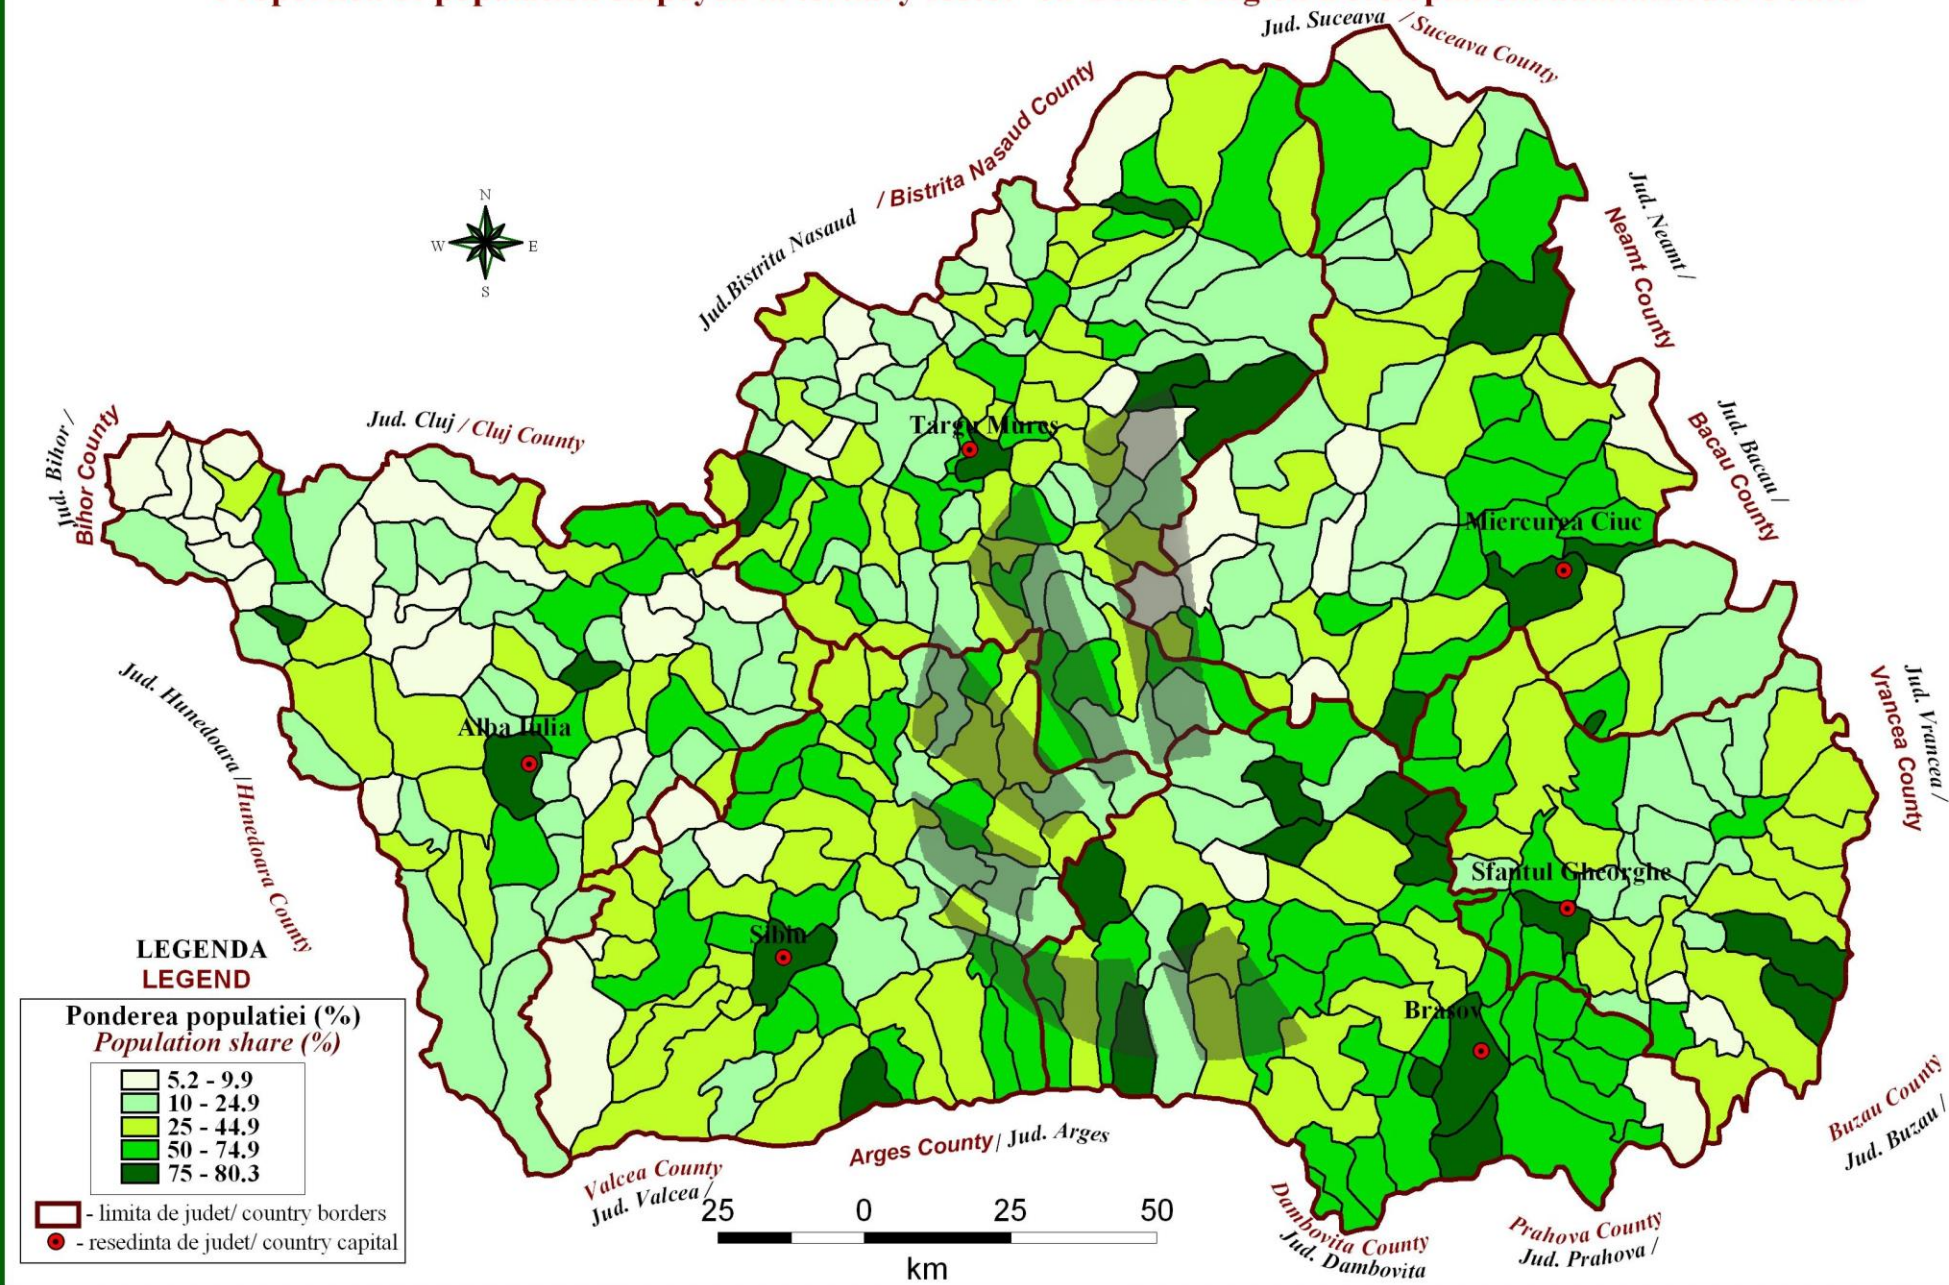 Jud. Suceava / Suceava County
/ Bistrita Nasaud County
Jud.Bistrita Nasaud
N
W E
S
Jud. Neamt /
Neamt County
Jud. Bihor /
Bihor County
Jud. Cluj / Cluj County
Targu Mures
Jud. Bacau /
Bacau County
Miercurea Ciuc
Jud. Hunedoara / Hunedoara County
Alba Iulia
Jud. Vrancea /
Vrancea County
Sfantul Gheorghe
Sibiu
Brasov
LEGENDA
LEGEND
Ponderea populatiei (%)
Population share (%)
5.2 - 9.9
10 - 24.9
25 - 44.9
50 - 74.9
75 - 80.3
- limita de judet/ country borders
- resedinta de judet/ country capital
Valcea County
Jud. Valcea /
Arges County / Jud. Arges
Dambovita County
Jud. Dambovita
Prahova County
Jud. Prahova /
Buzau County
Jud. Buzau /
25 0 25 50
km